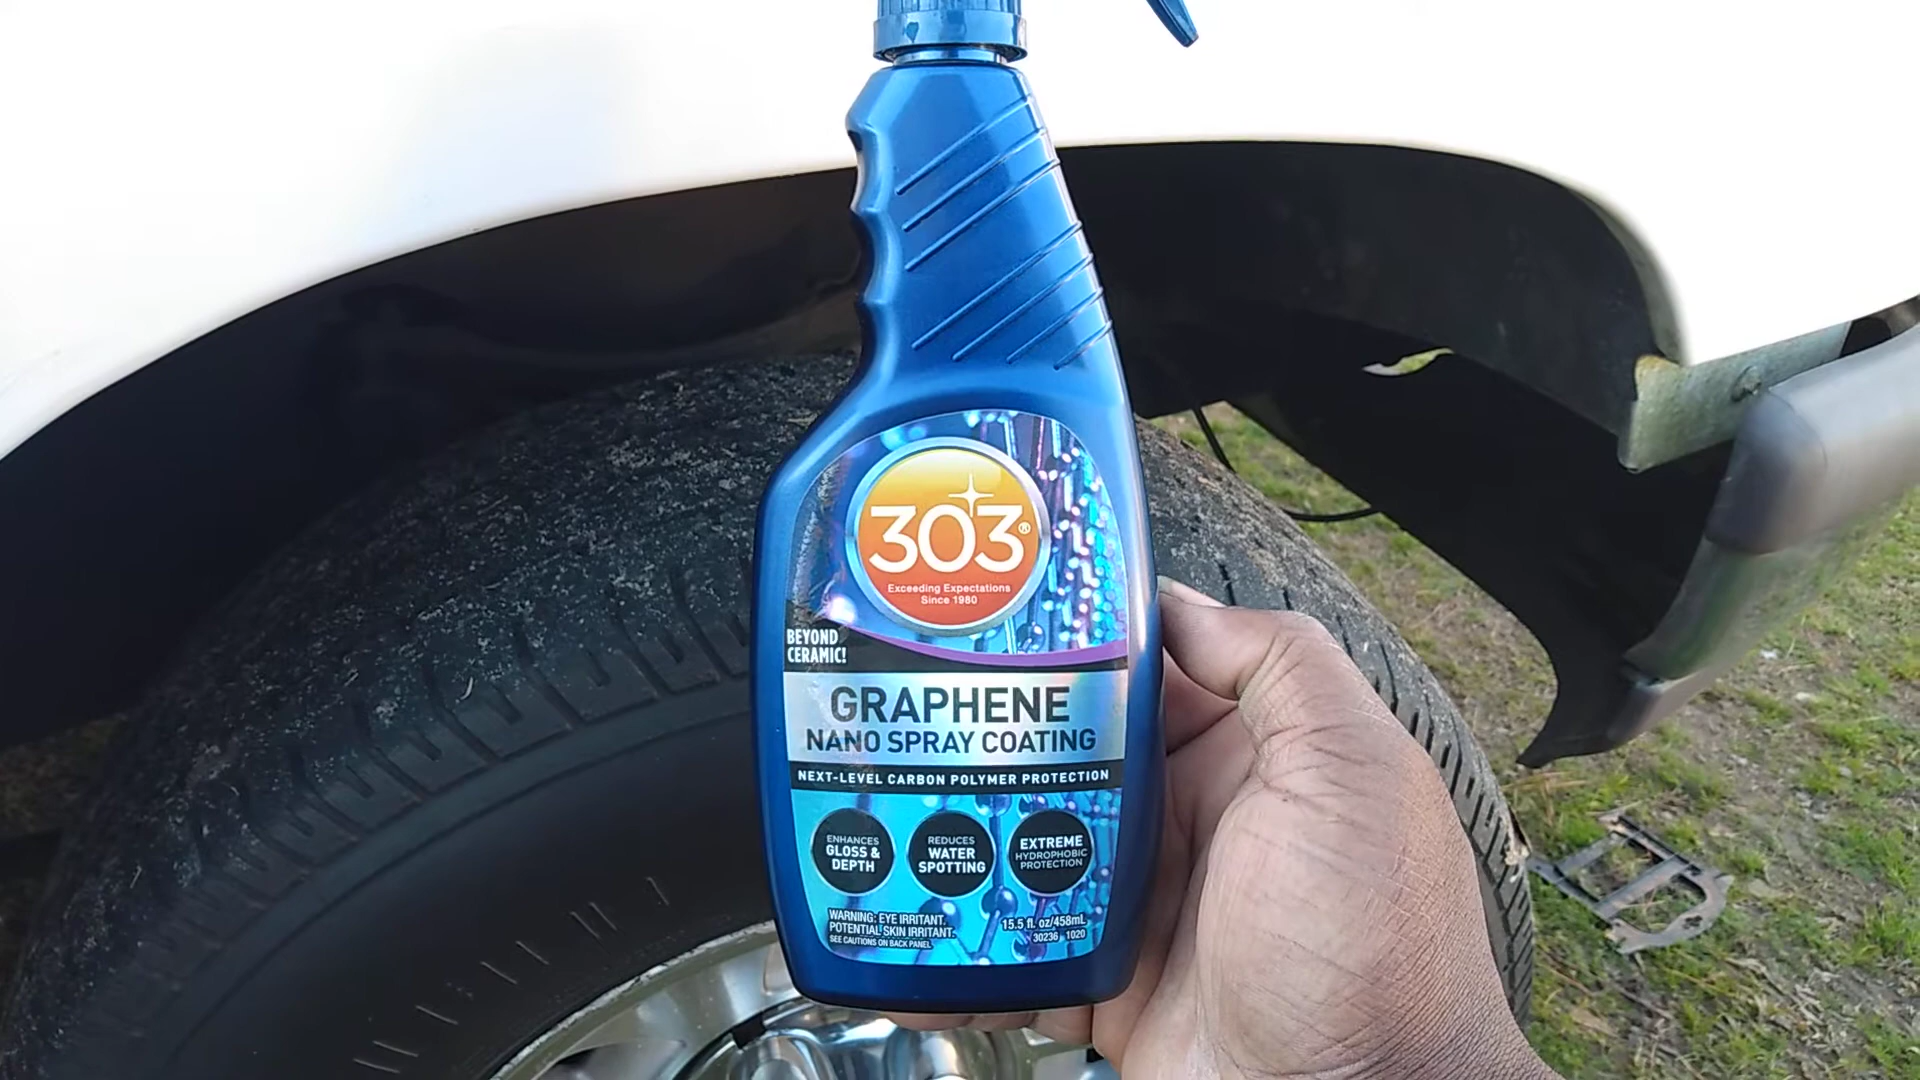 303®
Exceeding Expectations
Since 1980
BEYOND
CERAMIC!
GRAPHENE
NANO SPRAY COATING
NEXT-LEVEL CARBON POLYMER PROTECTION
ENHANCES
GLOSS &
DEPTH
REDUCES
WATER
SPOTTING
EXTREME
HYDROPHOBIC
PROTECTION
WARNING: EYE IRRITANT.
POTENTIAL SKIN IRRITANT.
SEE CAUTIONS ON BACK PANEL
15.5 fl. oz/458mL
30236 1020